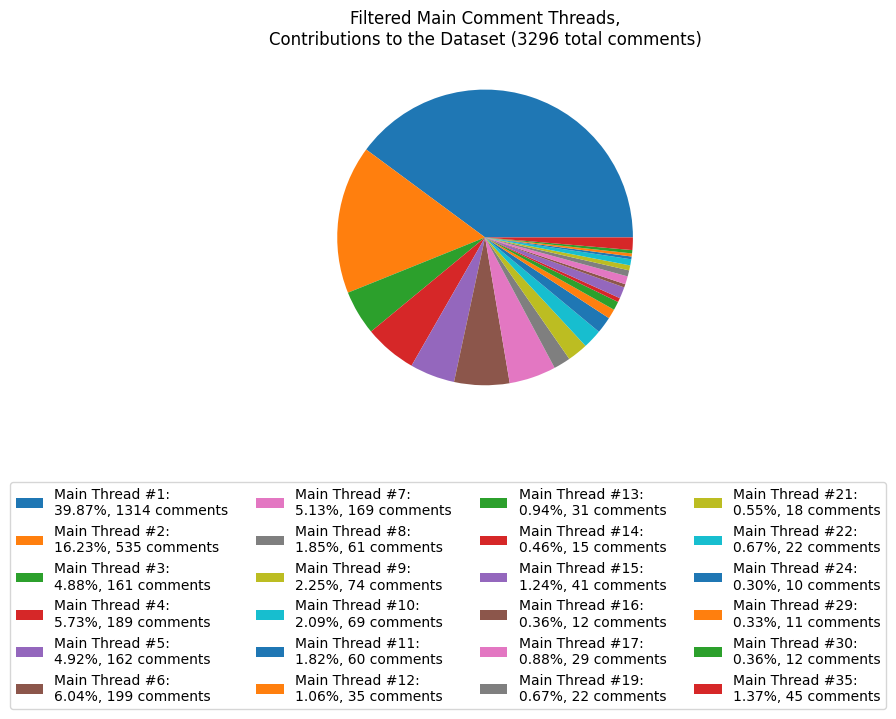 Filtered Main Comment Threads,
Contributions to the Dataset (3296 total comments)
Main Thread #1:
39.87%, 1314 comments
Main Thread #2:
16.23%, 535 comments
Main Thread #3:
4.88%, 161 comments
Main Thread #4:
5.73%, 189 comments
Main Thread #5:
4.92%, 162 comments
Main Thread #6:
6.04%, 199 comments
Main Thread #7:
5.13%, 169 comments
Main Thread #8:
1.85%, 61 comments
Main Thread #9:
2.25%, 74 comments
Main Thread #10:
2.09%, 69 comments
Main Thread #11:
1.82%, 60 comments
Main Thread #12:
1.06%, 35 comments
Main Thread #13:
0.94%, 31 comments
Main Thread #14:
0.46%, 15 comments
Main Thread #15:
1.24%, 41 comments
Main Thread #16:
0.36%, 12 comments
Main Thread #17:
0.88%, 29 comments
Main Thread #19:
0.67%, 22 comments
Main Thread #21:
0.55%, 18 comments
Main Thread #22:
0.67%, 22 comments
Main Thread #24:
0.30%, 10 comments
Main Thread #29:
0.33%, 11 comments
Main Thread #30:
0.36%, 12 comments
Main Thread #35:
1.37%, 45 comments